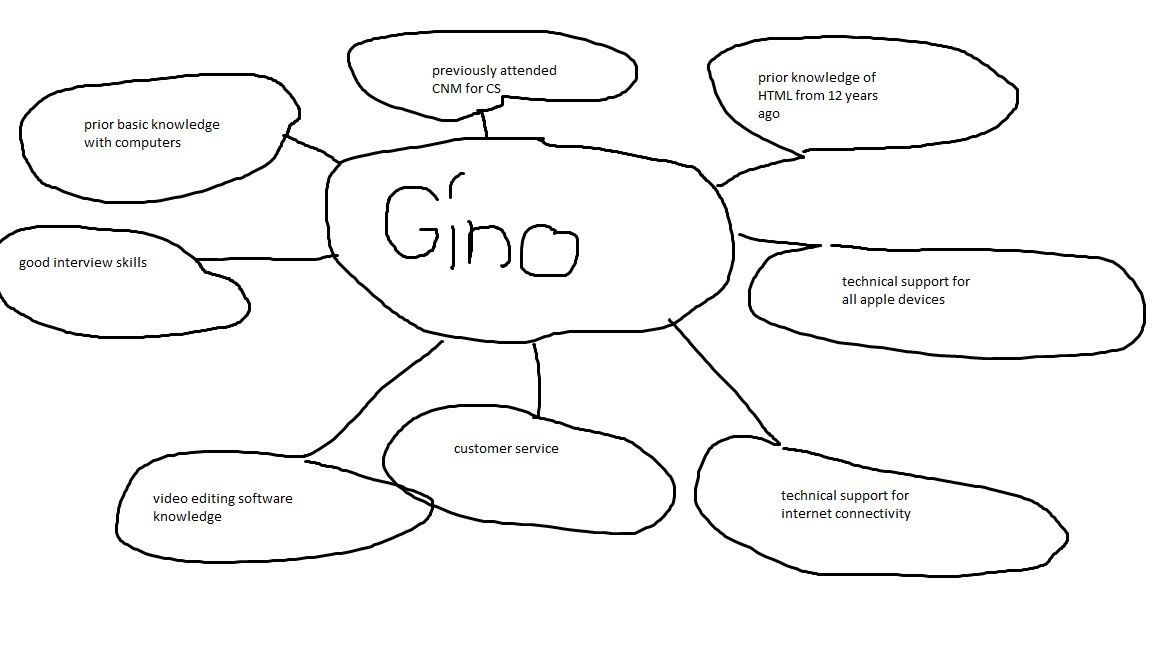 previously attended
CNM for CS
prior knowledge of
HTML from 12 years
ago
prior basic knowledge
with computers
Gino
good interview skills
technical support for
all apple devices
customer service
video editing software
knowledge
technical support for
internet connectivity